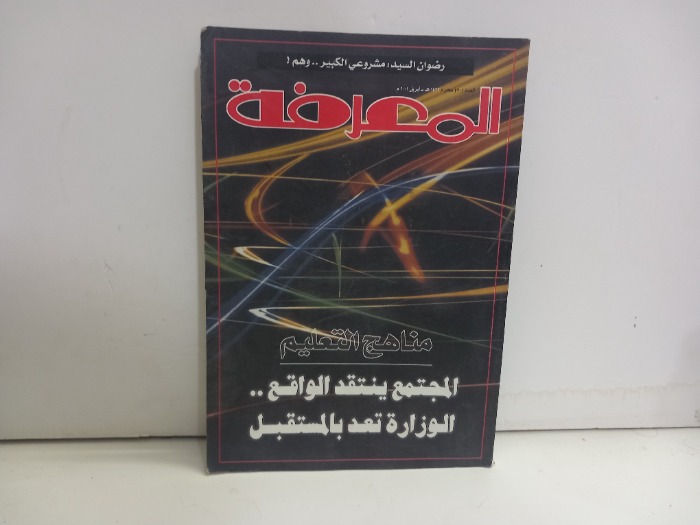 رضوان السيد: مشروعي الكبير .. وهم !
المعرفة
مناهج التعليم
المجتمع ينتقد الواقع ..
الوزارة تعد بالمستقبل